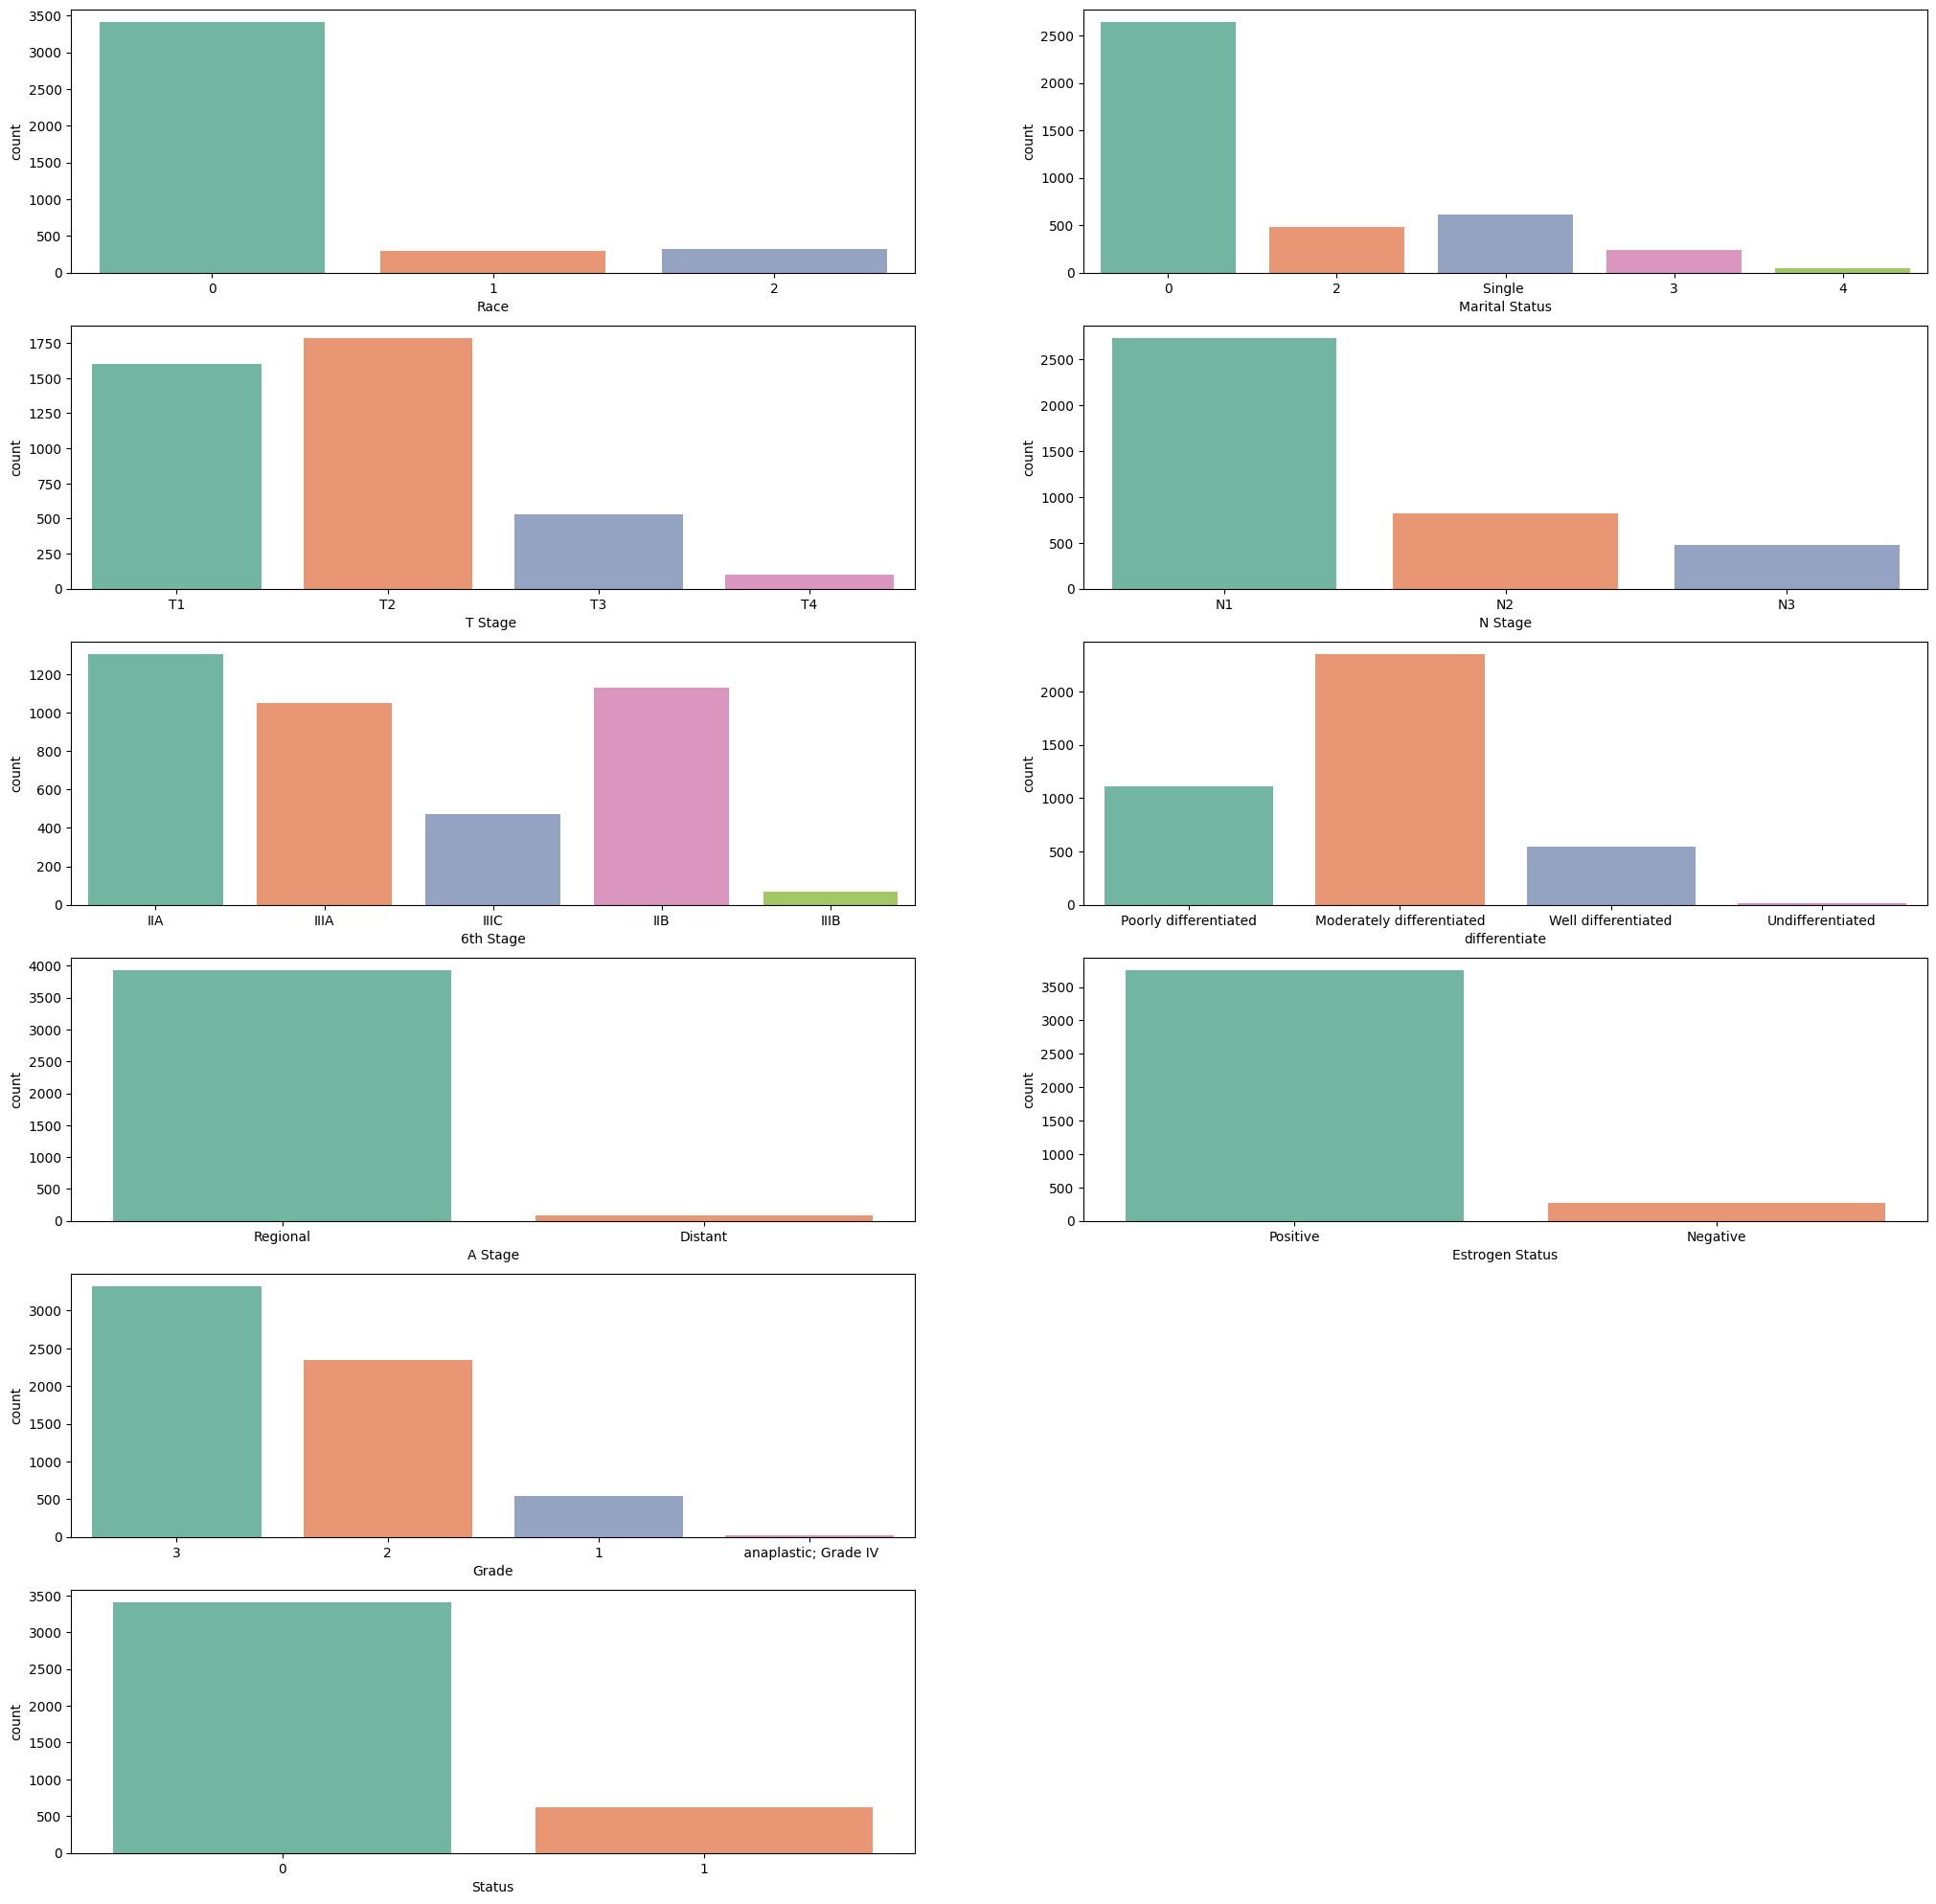 3500
3000
2500
2000
1500
1000
500
0
count
0 1 2
Race
2500
2000
1500
1000
500
0
count
0 2 Single 3 4
Marital Status
1750
1500
1250
1000
750
500
250
0
count
T1 T2 T3 T4
T Stage
2500
2000
1500
1000
500
0
count
N1 N2 N3
N Stage
1200
1000
800
600
400
200
0
count
IIA IIIA IIIC IIB IIIB
6th Stage
2000
1500
1000
500
0
count
Poorly differentiated Moderately differentiated Well differentiated Undifferentiated
differentiate
4000
3500
3000
2500
2000
1500
1000
500
0
count
Regional Distant
A Stage
3500
3000
2500
2000
1500
1000
500
0
count
Positive Negative
Estrogen Status
3000
2500
2000
1500
1000
500
0
count
3 2 1 anaplastic; Grade IV
Grade
3500
3000
2500
2000
1500
1000
500
0
count
0 1
Status